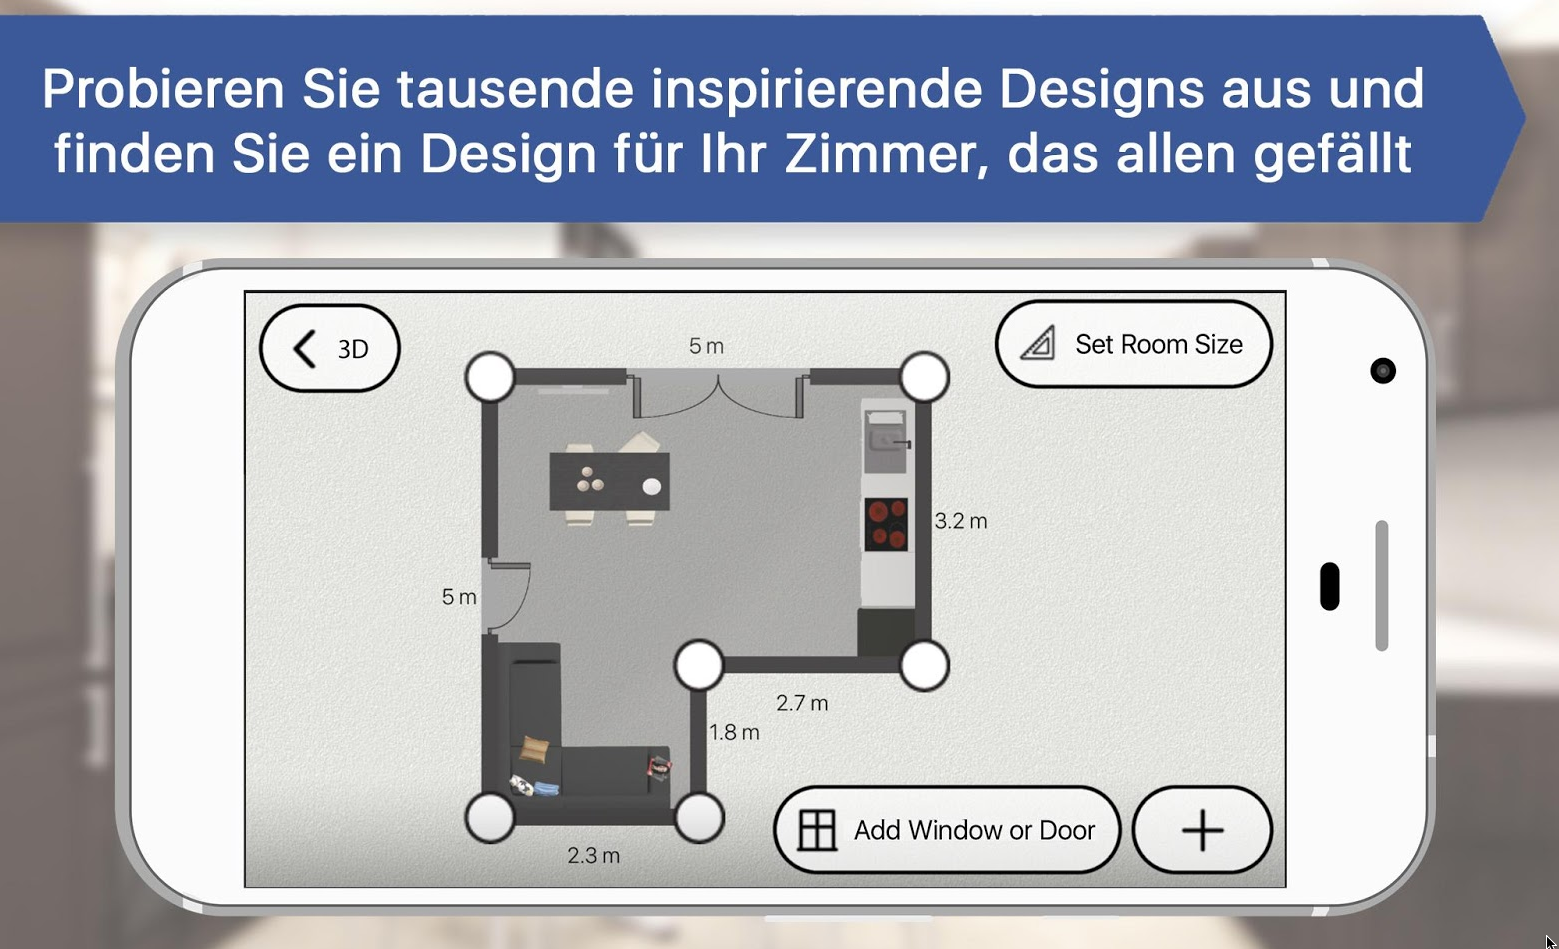 Probieren Sie tausende inspirierende Designs aus und
finden Sie ein Design für Ihr Zimmer, das allen gefällt
3D
5 m
Set Room Size
3.2 m
5 m
2.7 m
1.8 m
Add Window or Door
2.3 m